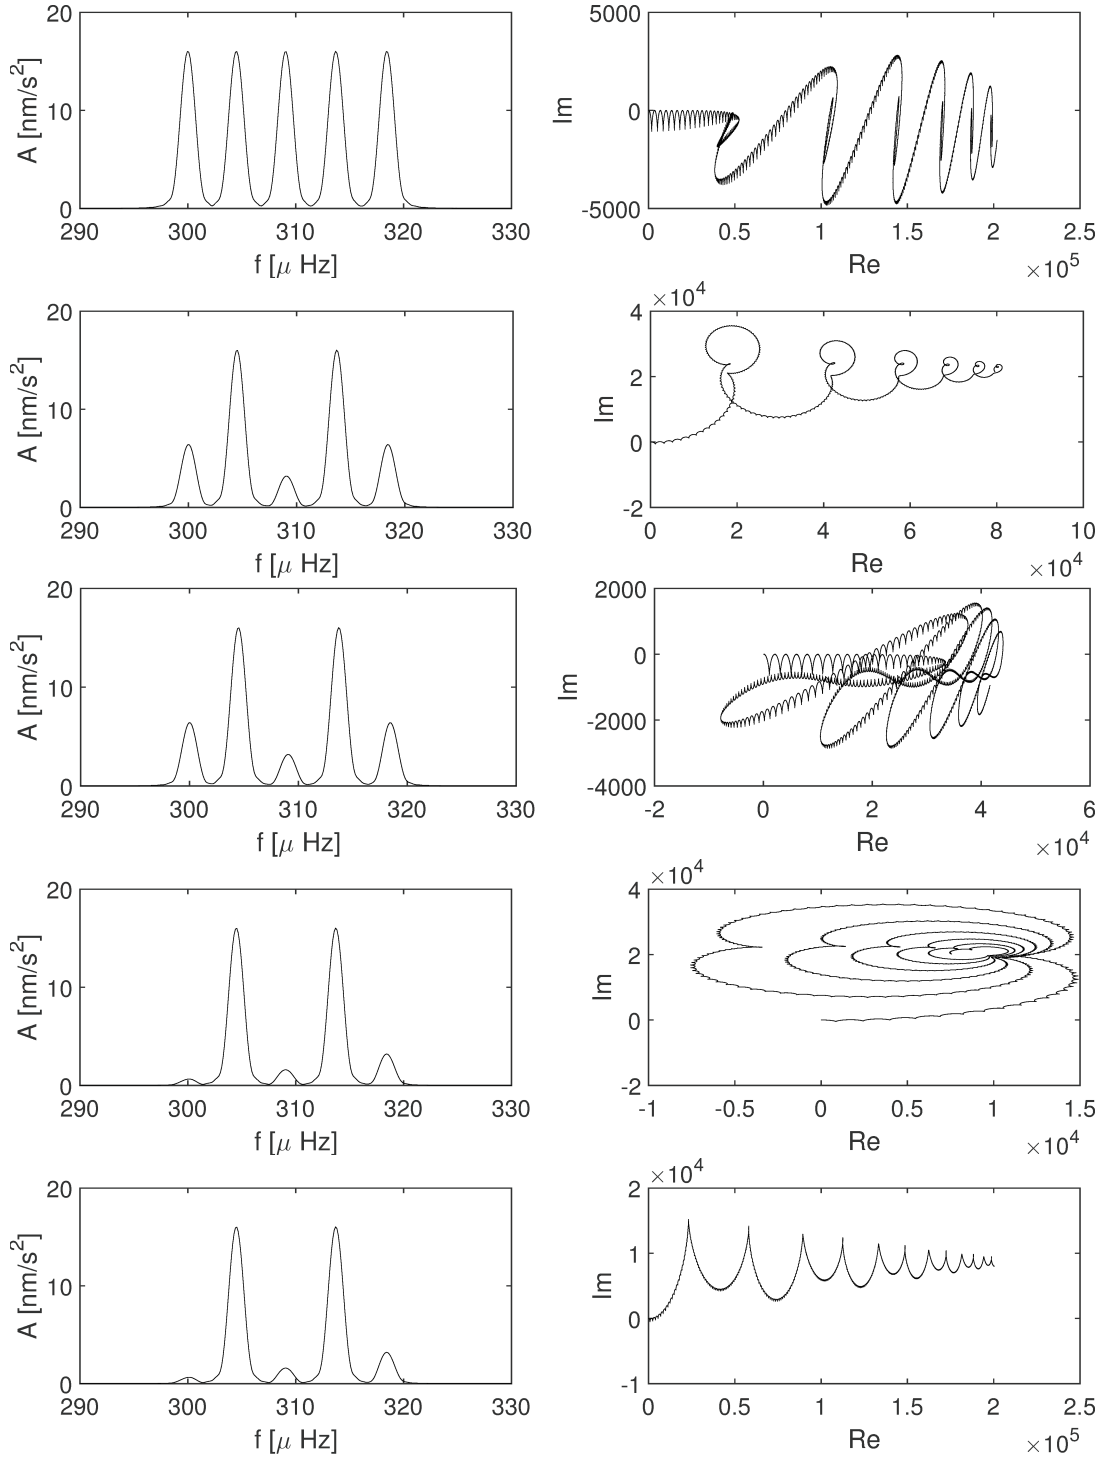 20
10
0
A [nm/s²]
290 300 310 320 330
f [μ Hz]
5000
0
-5000
Im
0 0.5 1 1.5 2 2.5
Re
×10⁵
20
10
0
A [nm/s²]
290 300 310 320 330
f [μ Hz]
×10⁴
4
2
0
-2
Im
0 2 4 6 8 10
Re
×10⁴
20
10
0
A [nm/s²]
290 300 310 320 330
f [μ Hz]
2000
0
-2000
-4000
Im
-2 0 2 4 6
Re
×10⁴
20
10
0
A [nm/s²]
290 300 310 320 330
f [μ Hz]
×10⁴
4
2
0
-2
Im
-1 -0.5 0 0.5 1 1.5
Re
×10⁴
20
10
0
A [nm/s²]
290 300 310 320 330
f [μ Hz]
×10⁴
2
1
0
-1
Im
0 0.5 1 1.5 2 2.5
Re
×10⁵